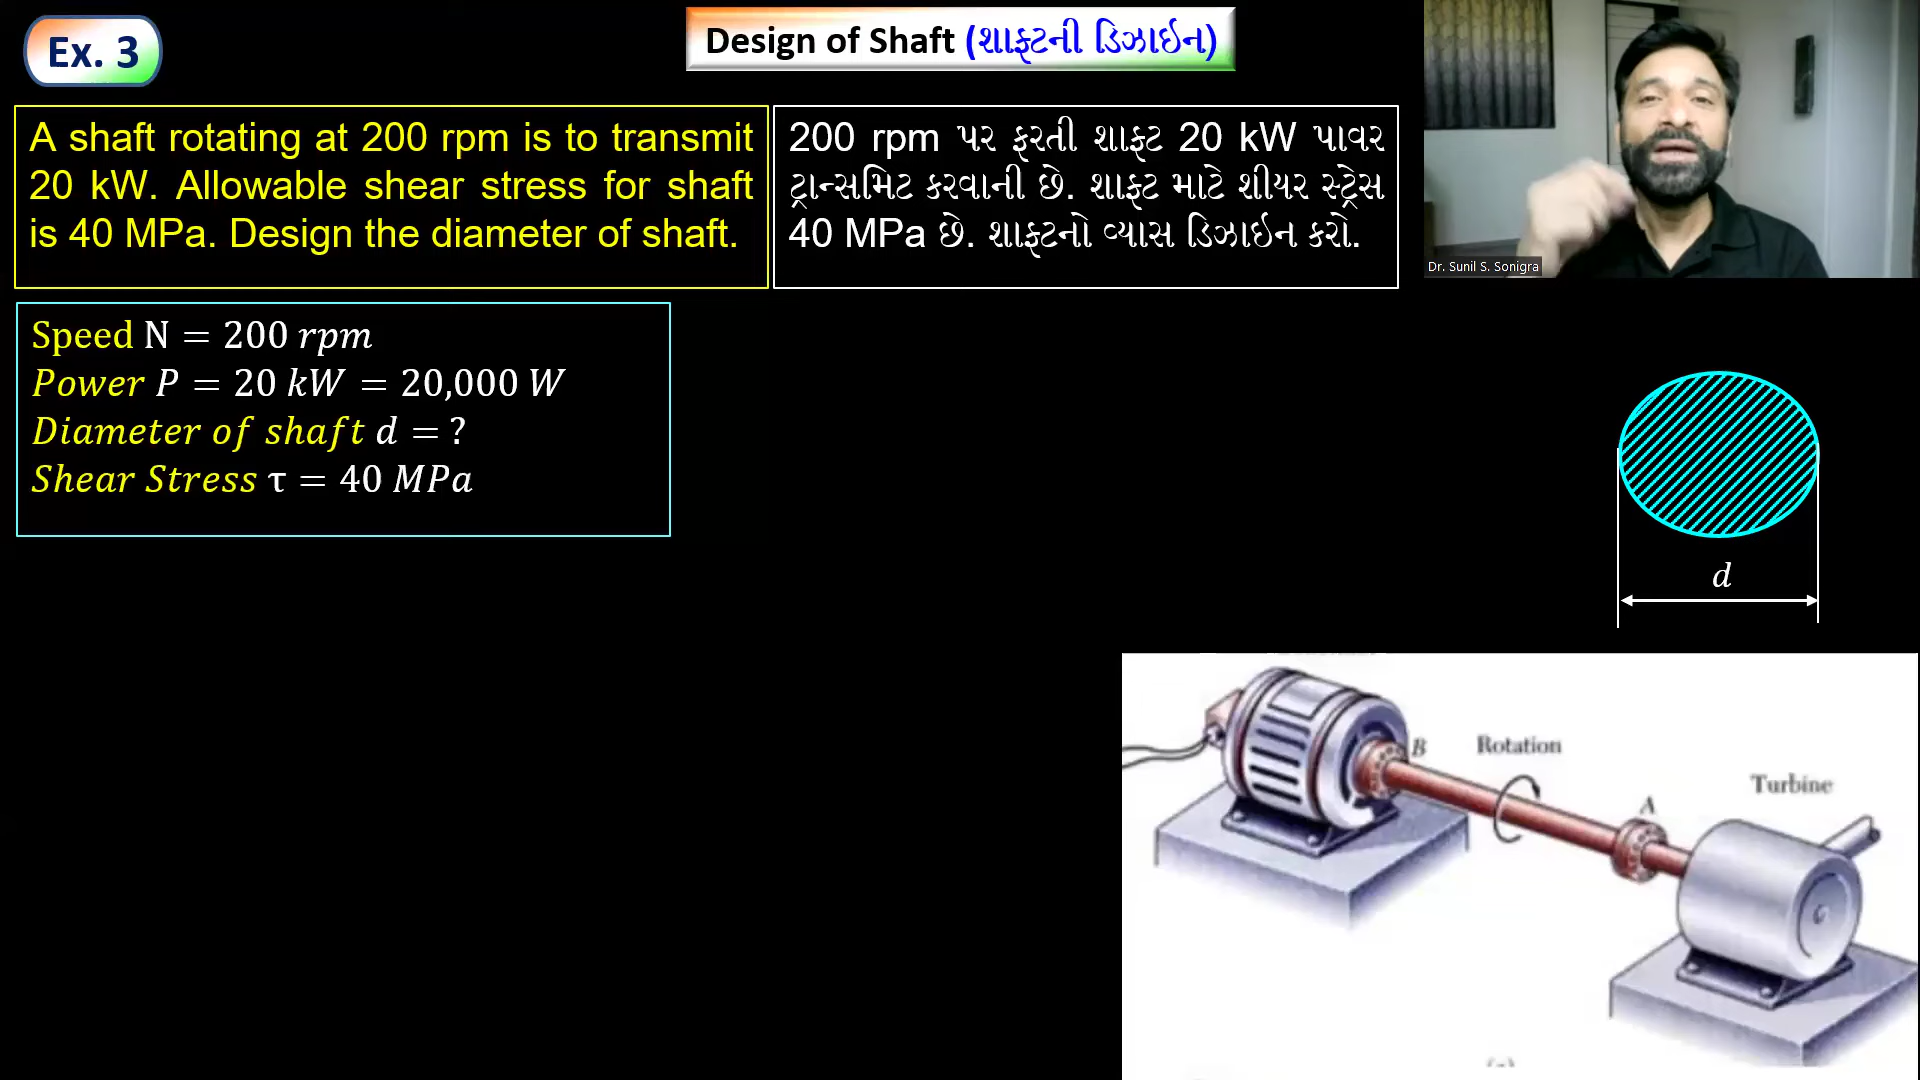 Ex. 3
Design of Shaft (શાફ્ટની ડિઝાઇન)
A shaft rotating at 200 rpm is to transmit
20 kW. Allowable shear stress for shaft
is 40 MPa. Design the diameter of shaft.
200 rpm પર ફરતી શાફ્ટ 20 kW પાવર
ટ્રાન્સમિટ કરવાની છે. શાફ્ટ માટે શીયર સ્ટ્રેસ
40 MPa છે. શાફ્ટનો વ્યાસ ડિઝાઇન કરો.
Dr. Sunil S. Sonigra
Speed N = 200 rpm
Power P = 20 kW = 20,000 W
Diameter of shaft d = ?
Shear Stress τ = 40 MPa
d
B
Rotation
A
Turbine